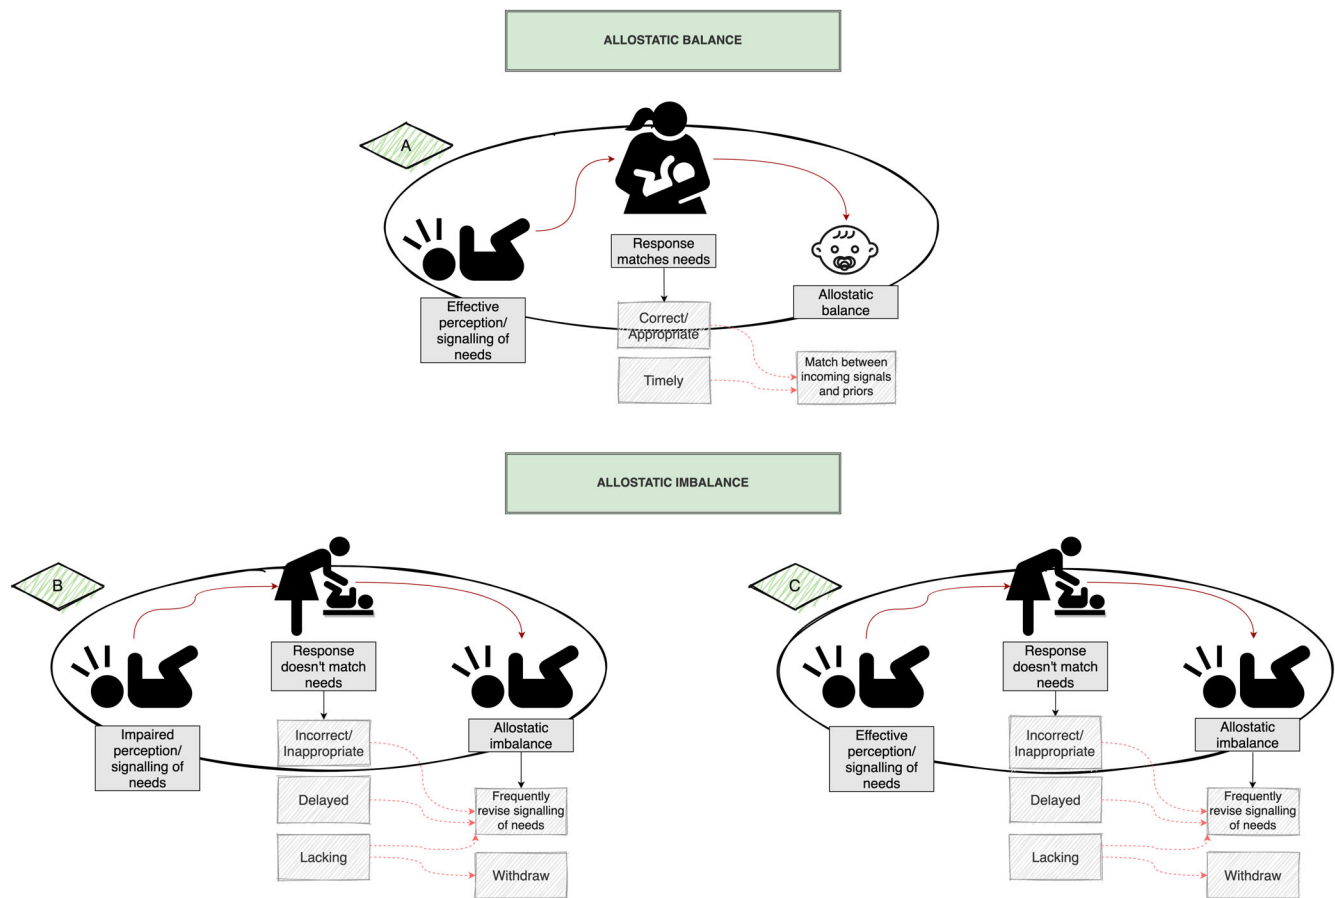 ALLOSTATIC BALANCE
A
Response
matches needs
Effective
perception/
signalling of
needs
Allostatic
balance
Correct/
Appropriate
Timely
Match between
incoming signals
and priors
ALLOSTATIC IMBALANCE
B
Response
doesn't match
needs
Impaired
perception/
signalling of
needs
Allostatic
imbalance
Incorrect/
Inappropriate
Delayed
Frequently
revise signalling
of needs
Lacking
Withdraw
C
Response
doesn't match
needs
Effective
perception/
signalling of
needs
Allostatic
imbalance
Incorrect/
Inappropriate
Delayed
Frequently
revise signalling
of needs
Lacking
Withdraw